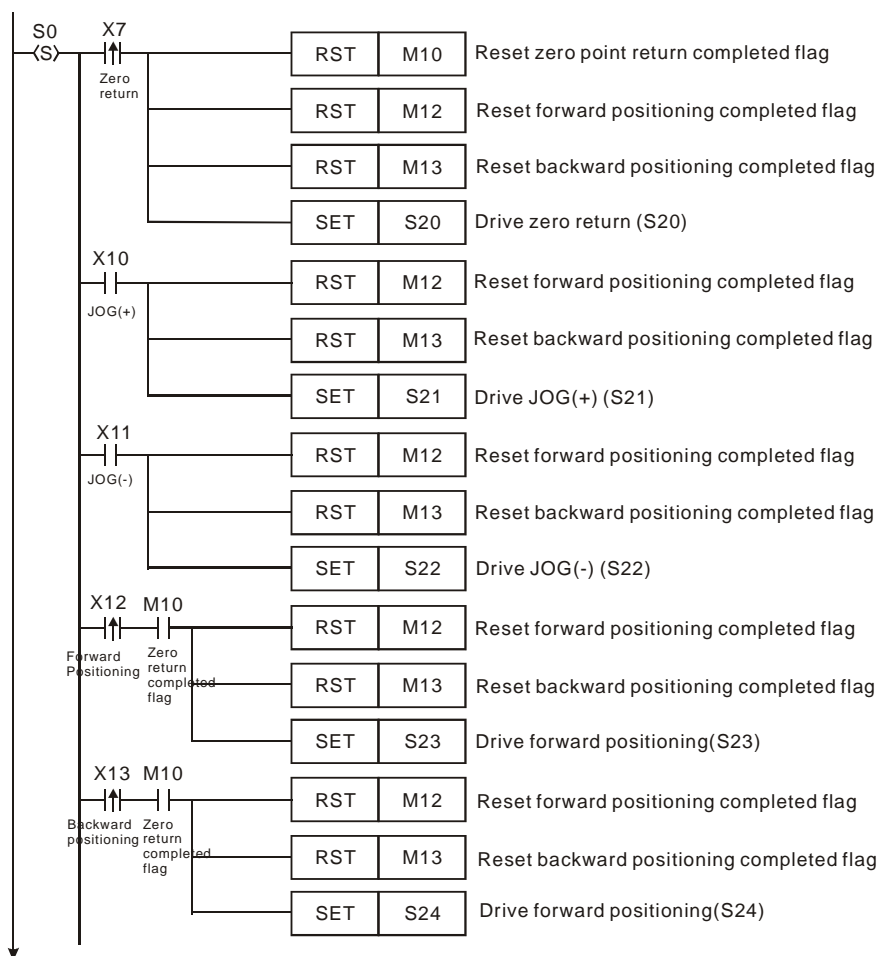 S0
(S)
X7
Zero
return
RST M10 Reset zero point return completed flag
RST M12 Reset forward positioning completed flag
RST M13 Reset backward positioning completed flag
SET S20 Drive zero return (S20)
X10
JOG(+)
RST M12 Reset forward positioning completed flag
RST M13 Reset backward positioning completed flag
SET S21 Drive JOG(+) (S21)
X11
JOG(-)
RST M12 Reset forward positioning completed flag
RST M13 Reset backward positioning completed flag
SET S22 Drive JOG(-) (S22)
X12 M10
Forward
Positioning
Zero
return
completed
flag
RST M12 Reset forward positioning completed flag
RST M13 Reset backward positioning completed flag
SET S23 Drive forward positioning(S23)
X13 M10
Backward
positioning
Zero
return
completed
flag
RST M12 Reset forward positioning completed flag
RST M13 Reset backward positioning completed flag
SET S24 Drive forward positioning(S24)